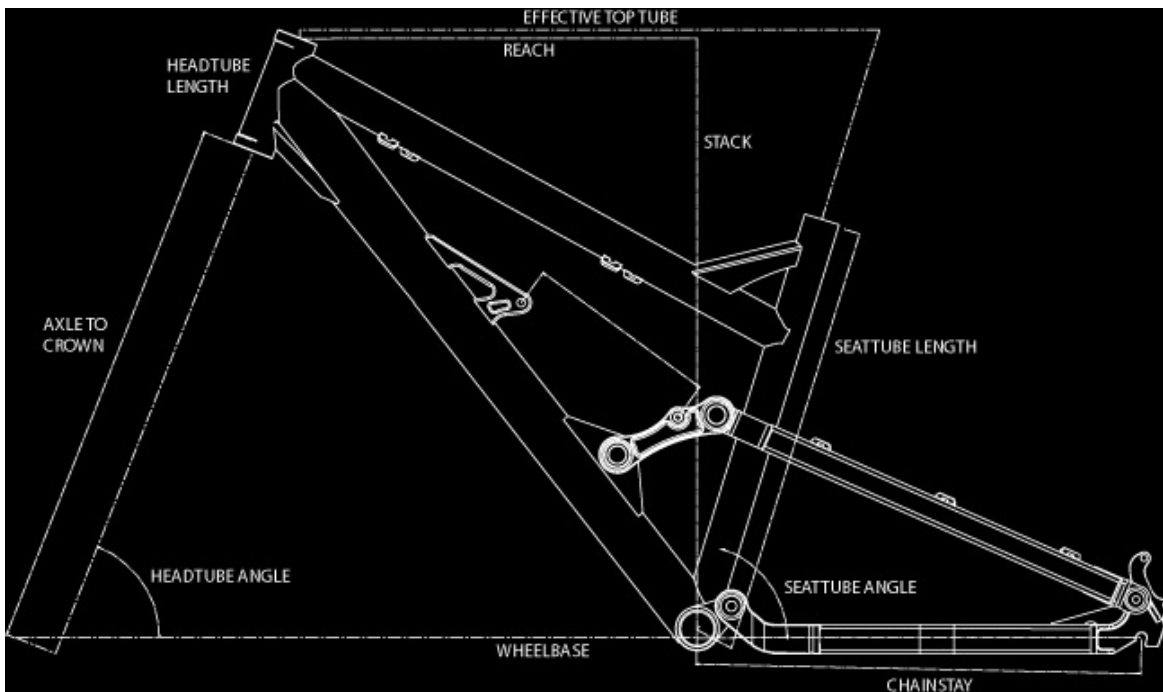 EFFECTIVE TOP TUBE
REACH
HEADTUBE
LENGTH
STACK
AXLE TO
CROWN
SEATTUBE LENGTH
HEADTUBE ANGLE
SEATTUBE ANGLE
WHEELBASE
CHAINSTAY